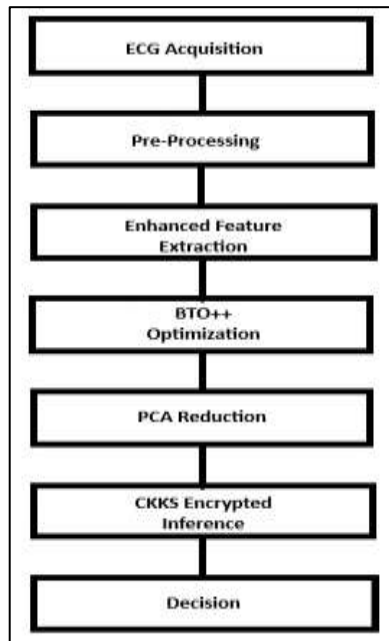 ECG Acquisition
Pre-Processing
Enhanced Feature
Extraction
BTO++
Optimization
PCA Reduction
CKKS Encrypted
Inference
Decision